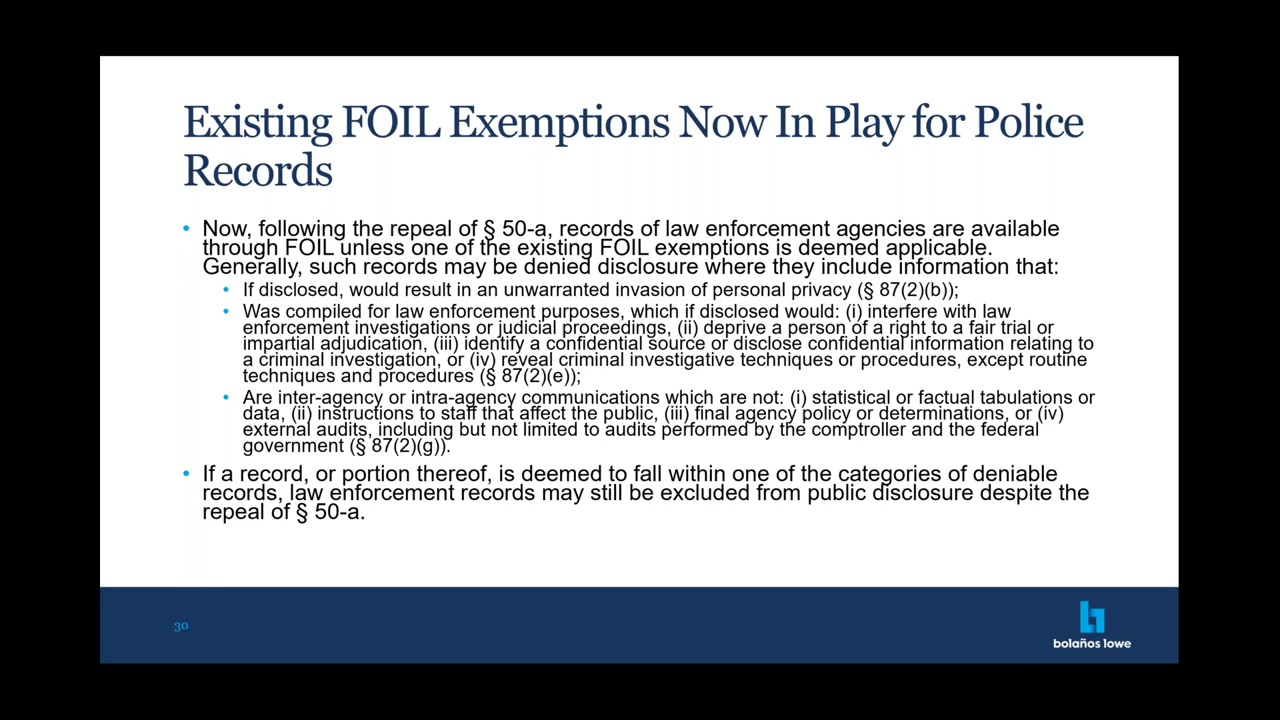 Existing FOIL Exemptions Now In Play for Police
Records
• Now, following the repeal of § 50-a, records of law enforcement agencies are available
through FOIL unless one of the existing FOIL exemptions is deemed applicable.
Generally, such records may be denied disclosure where they include information that:
• If disclosed, would result in an unwarranted invasion of personal privacy (§ 87(2)(b));
• Was compiled for law enforcement purposes, which if disclosed would: (i) interfere with law
enforcement investigations or judicial proceedings, (ii) deprive a person of a right to a fair trial or
impartial adjudication, (iii) identify a confidential source or disclose confidential information relating to
a criminal investigation, or (iv) reveal criminal investigative techniques or procedures, except routine
techniques and procedures (§ 87(2)(e));
• Are inter-agency or intra-agency communications which are not: (i) statistical or factual tabulations or
data, (ii) instructions to staff that affect the public, (iii) final agency policy or determinations, or (iv)
external audits, including but not limited to audits performed by the comptroller and the federal
government (§ 87(2)(g)).
• If a record, or portion thereof, is deemed to fall within one of the categories of deniable
records, law enforcement records may still be excluded from public disclosure despite the
repeal of § 50-a.
30
bolaños lowe